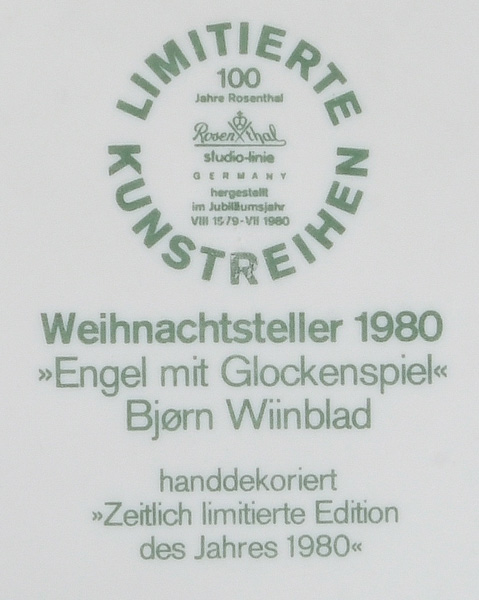 LIMITIERTE
KUNSTREIHEN
100
Jahre Rosenthal
Rosenthal
studio-linie
GERMANY
hergestellt
im Jubiläumsjahr
VIII 1979-VII 1980
Weihnachtsteller 1980
»Engel mit Glockenspiel«
Bjørn Wiinblad
handdekoriert
»Zeitlich limitierte Edition
des Jahres 1980«